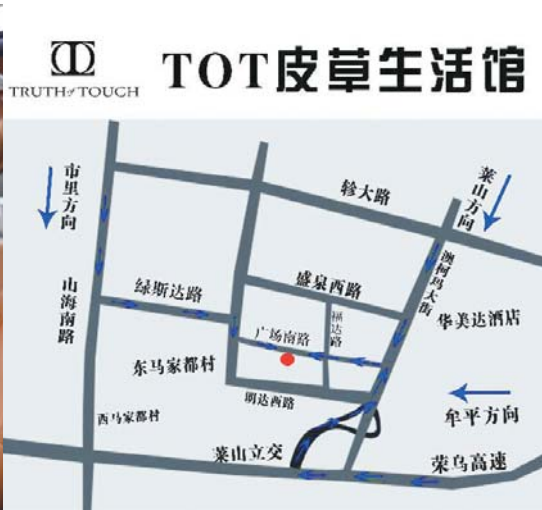 TRUTH of TOUCH
TOT皮草生活馆
市里方向
莱山方向
轸大路
澳柯玛大街
山海南路
绿斯达路
盛泉西路
福达路
华美达酒店
广场南路
东马家都村
明达西路
牟平方向
西马家都村
莱山立交
荣乌高速